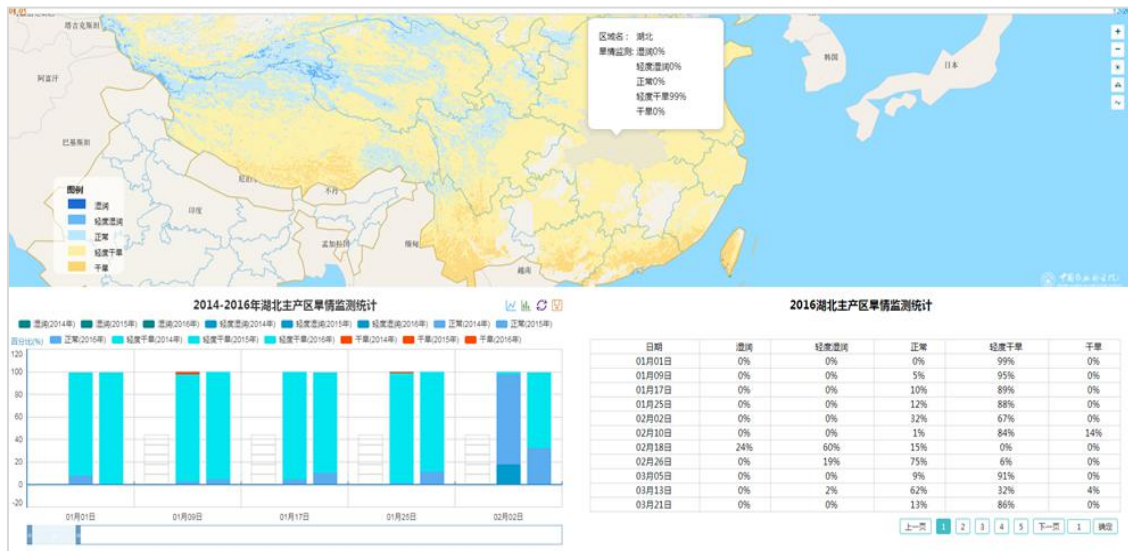 塔吉克斯坦
阿富汗
巴基斯坦
尼泊尔
不丹
印度
孟加拉国
缅甸
越南
韩国
日本
区域名： 湖北
旱情监测: 湿润0%
轻度湿润0%
正常0%
轻度干旱99%
干旱0%
+
−
图例
湿润
轻度湿润
正常
轻度干旱
干旱
2014-2016年湖北主产区旱情监测统计
湿润(2014年) 湿润(2015年) 湿润(2016年) 轻度湿润(2014年) 轻度湿润(2015年) 轻度湿润(2016年) 正常(2014年) 正常(2015年)
正常(2016年) 轻度干旱(2014年) 轻度干旱(2015年) 轻度干旱(2016年) 干旱(2014年) 干旱(2015年) 干旱(2016年)
百分比(%)
120
100
80
60
40
20
0
-20
01月01日 01月09日 01月17日 01月25日 02月02日
2016湖北主产区旱情监测统计
日期 湿润 轻度湿润 正常 轻度干旱 干旱
01月01日 0% 0% 0% 99% 0%
01月09日 0% 0% 5% 95% 0%
01月17日 0% 0% 10% 89% 0%
01月25日 0% 0% 12% 88% 0%
02月02日 0% 0% 32% 67% 0%
02月10日 0% 0% 1% 84% 14%
02月18日 24% 60% 15% 0% 0%
02月26日 0% 19% 75% 6% 0%
03月05日 0% 0% 9% 91% 0%
03月13日 0% 2% 62% 32% 4%
03月21日 0% 0% 13% 86% 0%
上一页 1 2 3 4 5 下一页 1 确定